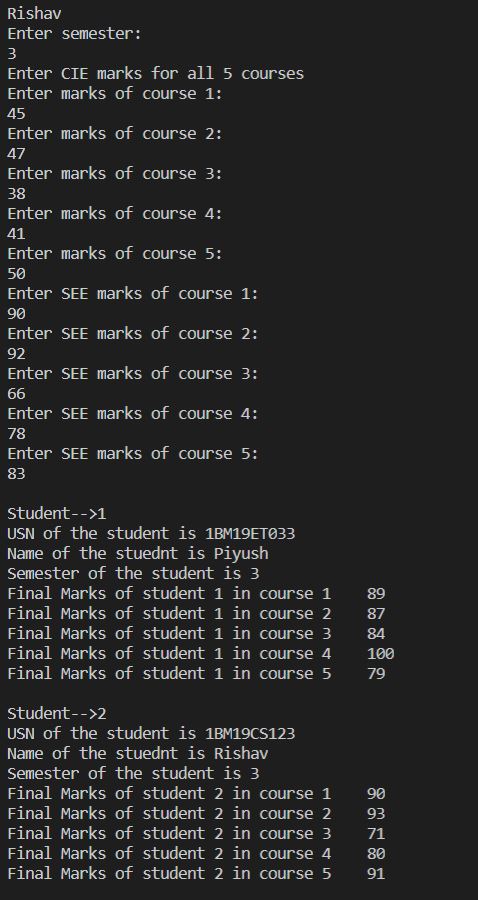 Rishav
Enter semester:
3
Enter CIE marks for all 5 courses
Enter marks of course 1:
45
Enter marks of course 2:
47
Enter marks of course 3:
38
Enter marks of course 4:
41
Enter marks of course 5:
50
Enter SEE marks of course 1:
90
Enter SEE marks of course 2:
92
Enter SEE marks of course 3:
66
Enter SEE marks of course 4:
78
Enter SEE marks of course 5:
83
Student-->1
USN of the student is 1BM19ET033
Name of the stuednt is Piyush
Semester of the student is 3
Final Marks of student 1 in course 1    89
Final Marks of student 1 in course 2    87
Final Marks of student 1 in course 3    84
Final Marks of student 1 in course 4    100
Final Marks of student 1 in course 5    79
Student-->2
USN of the student is 1BM19CS123
Name of the stuednt is Rishav
Semester of the student is 3
Final Marks of student 2 in course 1    90
Final Marks of student 2 in course 2    93
Final Marks of student 2 in course 3    71
Final Marks of student 2 in course 4    80
Final Marks of student 2 in course 5    91